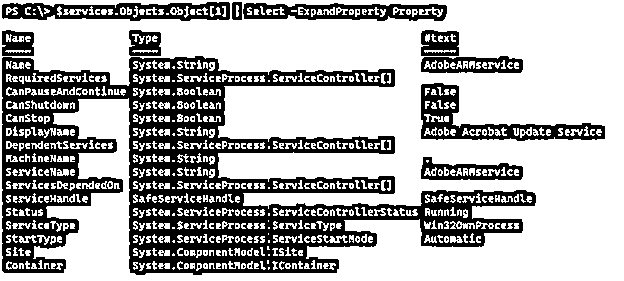 PS C:\> $services.Objects.Object[1] | Select -ExpandProperty Property
Name Type #text
---- ---- -----
Name System.String AdobeARMservice
RequiredServices System.ServiceProcess.ServiceController[]
CanPauseAndContinue System.Boolean False
CanShutdown System.Boolean False
CanStop System.Boolean True
DisplayName System.String Adobe Acrobat Update Service
DependentServices System.ServiceProcess.ServiceController[]
MachineName System.String .
ServiceName System.String AdobeARMservice
ServicesDependedOn System.ServiceProcess.ServiceController[]
ServiceHandle SafeServiceHandle SafeServiceHandle
Status System.ServiceProcess.ServiceControllerStatus Running
ServiceType System.ServiceProcess.ServiceType Win32OwnProcess
StartType System.ServiceProcess.ServiceStartMode Automatic
Site System.ComponentModel.ISite
Container System.ComponentModel.IContainer